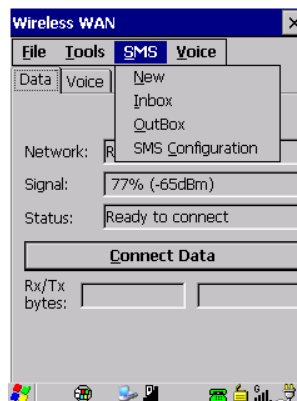 Wireless WAN
File Tools SMS Voice
Data Voice
New
Inbox
OutBox
SMS Configuration
Network: R
Signal: 77% (-65dBm)
Status: Ready to connect
Connect Data
Rx/Tx
bytes:
G